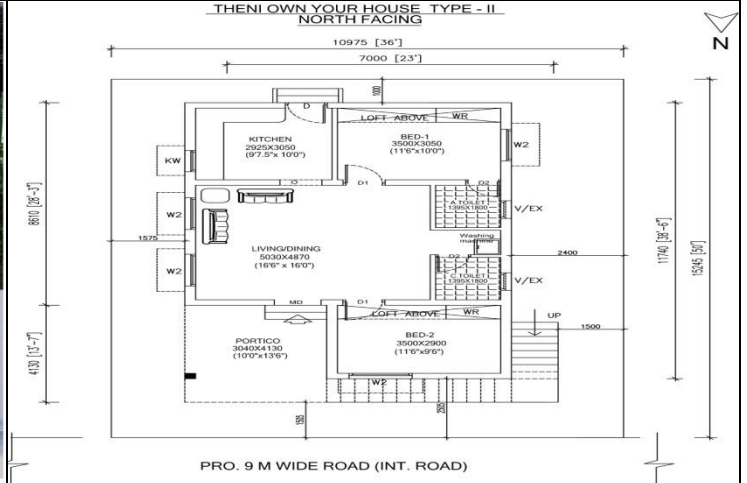 THENI OWN YOUR HOUSE TYPE - II
NORTH FACING
N
10975 [36']
7000 [23']
1000
D
LOFT ABOVE
WR
KITCHEN
2925X3050
(9'7.5"x 10'0")
BED-1
3500X3050
(11'6"x10'0")
W2
KW
O
D1
D2
A.TOILET
1395X1800
V/EX
W2
8610 [28'-3"]
1575
LIVING/DINING
5030X4870
(16'6" x 16'0")
Washing
machine
D2
2400
11740 [38'-6"]
15245 [50']
W2
C.TOILET
1395X1800
V/EX
MD
D1
LOFT ABOVE
WR
UP
1500
4130 [13'-7"]
PORTICO
3040X4130
(10'0"x13'6")
BED-2
3500X2900
(11'6"x9'6")
W2
1505
PRO. 9 M WIDE ROAD (INT. ROAD)